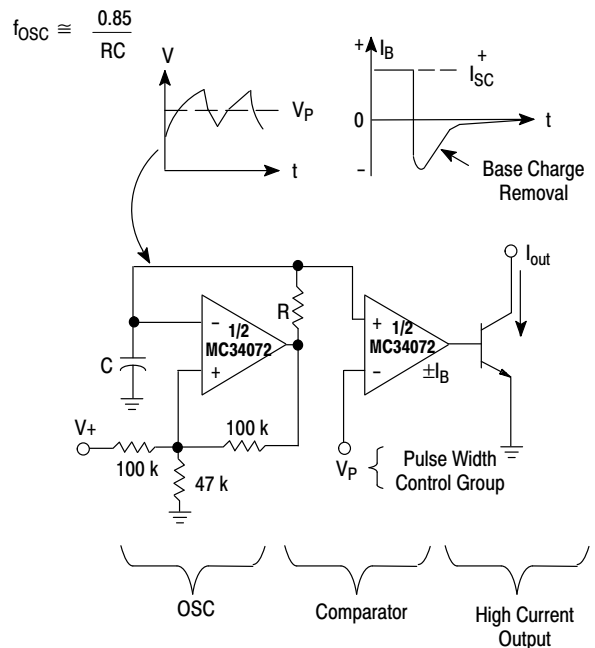 fOSC ≅ 0.85
RC
V
VP
t
+ IB
ISC+
0
t
–
Base Charge
Removal
Iout
R
–
1/2
MC34072
+
+
1/2
MC34072
–
±IB
C
V+
100 k
100 k
47 k
VP
{ Pulse Width
Control Group
OSC
Comparator
High Current
Output